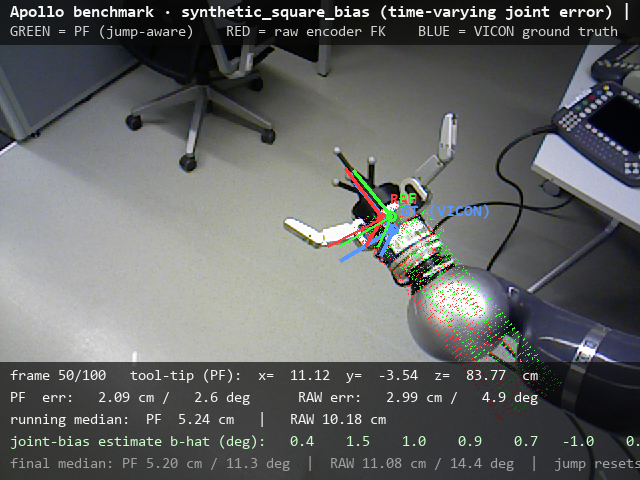 Apollo benchmark · synthetic_square_bias (time-varying joint error) |
GREEN = PF (jump-aware)    RED = raw encoder FK    BLUE = VICON ground truth
(VICON)
frame 50/100   tool-tip (PF):  x=  11.12  y=  -3.54  z=  83.77  cm
PF  err:   2.09 cm /   2.6 deg      RAW err:   2.99 cm /   4.9 deg
running median:  PF  5.24 cm   |   RAW 10.18 cm
joint-bias estimate b-hat (deg):   0.4    1.5    1.0    0.9    0.7   -1.0    0.
final median: PF 5.20 cm / 11.3 deg  |  RAW 11.08 cm / 14.4 deg  |  jump resets